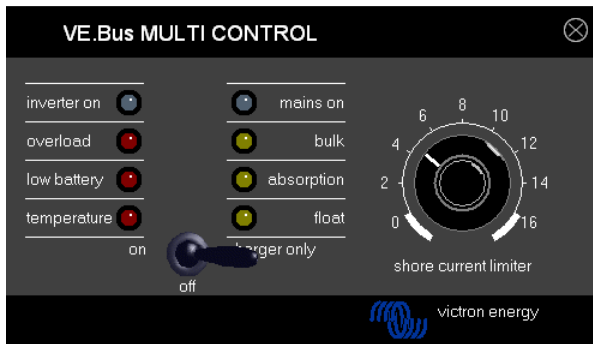 VE.Bus MULTI CONTROL
inverter on
overload
low battery
temperature
mains on
bulk
absorption
float
on
off
harger only
0
2
4
6
8
10
12
14
16
shore current limiter
victron energy